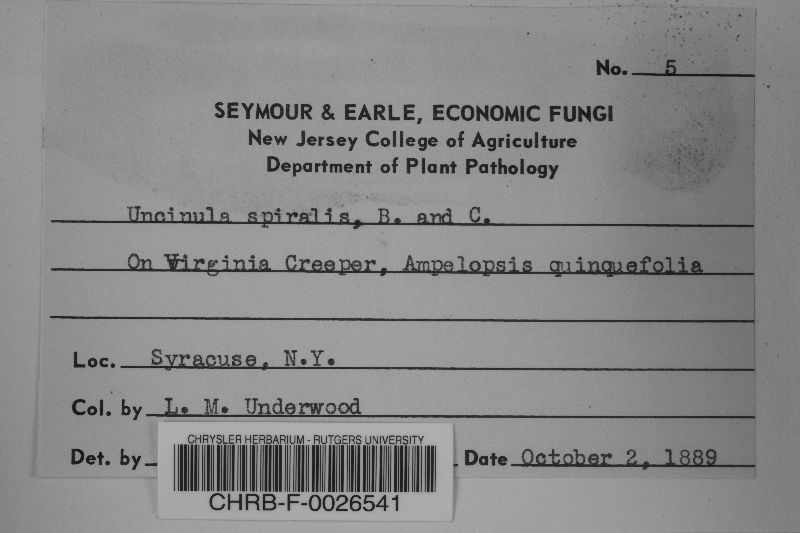 No. 5
SEYMOUR & EARLE, ECONOMIC FUNGI
New Jersey College of Agriculture
Department of Plant Pathology
Uncinula spiralis, B. and C.
On Virginia Creeper, Ampelopsis quinquefolia
Loc. Syracuse, N.Y.
Col. by L. M. Underwood
Det. by
Date October 2, 1889
CHRYSLER HERBARIUM - RUTGERS UNIVERSITY
CHRB-F-0026541